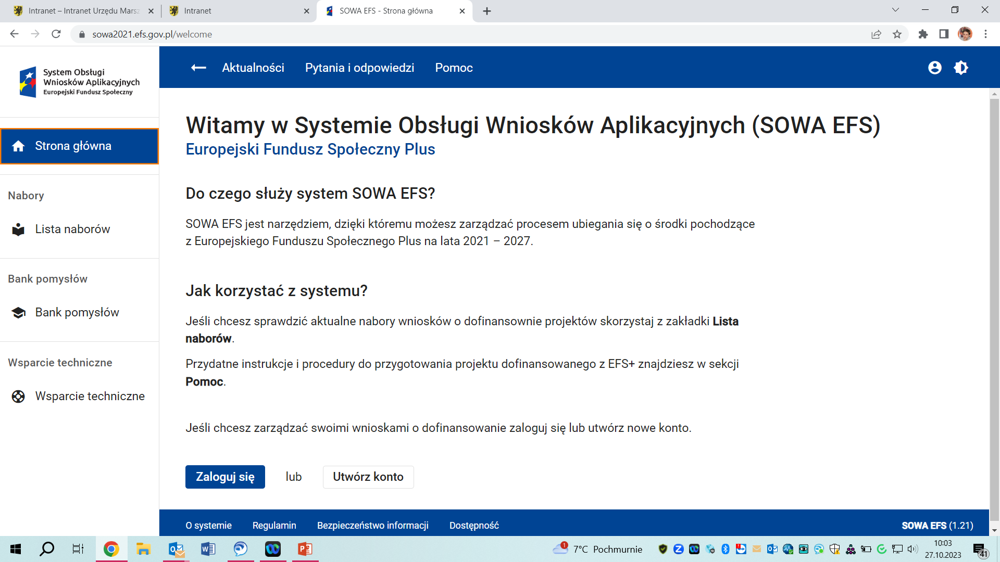 Intranet – Intranet Urzędu Marsz
Intranet
SOWA EFS - Strona główna
sowa2021.efs.gov.pl/welcome
System Obsługi
Wniosków Aplikacyjnych
Europejski Fundusz Społeczny
Aktualności
Pytania i odpowiedzi
Pomoc
Strona główna
Nabory
Lista naborów
Bank pomysłów
Bank pomysłów
Wsparcie techniczne
Wsparcie techniczne
Witamy w Systemie Obsługi Wniosków Aplikacyjnych (SOWA EFS)
Europejski Fundusz Społeczny Plus
Do czego służy system SOWA EFS?
SOWA EFS jest narzędziem, dzięki któremu możesz zarządzać procesem ubiegania się o środki pochodzące
z Europejskiego Funduszu Społecznego Plus na lata 2021 – 2027.
Jak korzystać z systemu?
Jeśli chcesz sprawdzić aktualne nabory wniosków o dofinansownie projektów skorzystaj z zakładki Lista
naborów.
Przydatne instrukcje i procedury do przygotowania projektu dofinansowanego z EFS+ znajdziesz w sekcji
Pomoc.
Jeśli chcesz zarządzać swoimi wnioskami o dofinansowanie zaloguj się lub utwórz nowe konto.
Zaloguj się lub Utwórz konto
O systemie
Regulamin
Bezpieczeństwo informacji
Dostępność
SOWA EFS (1.21)
1
7°C Pochmurnie
10:03
27.10.2023
41